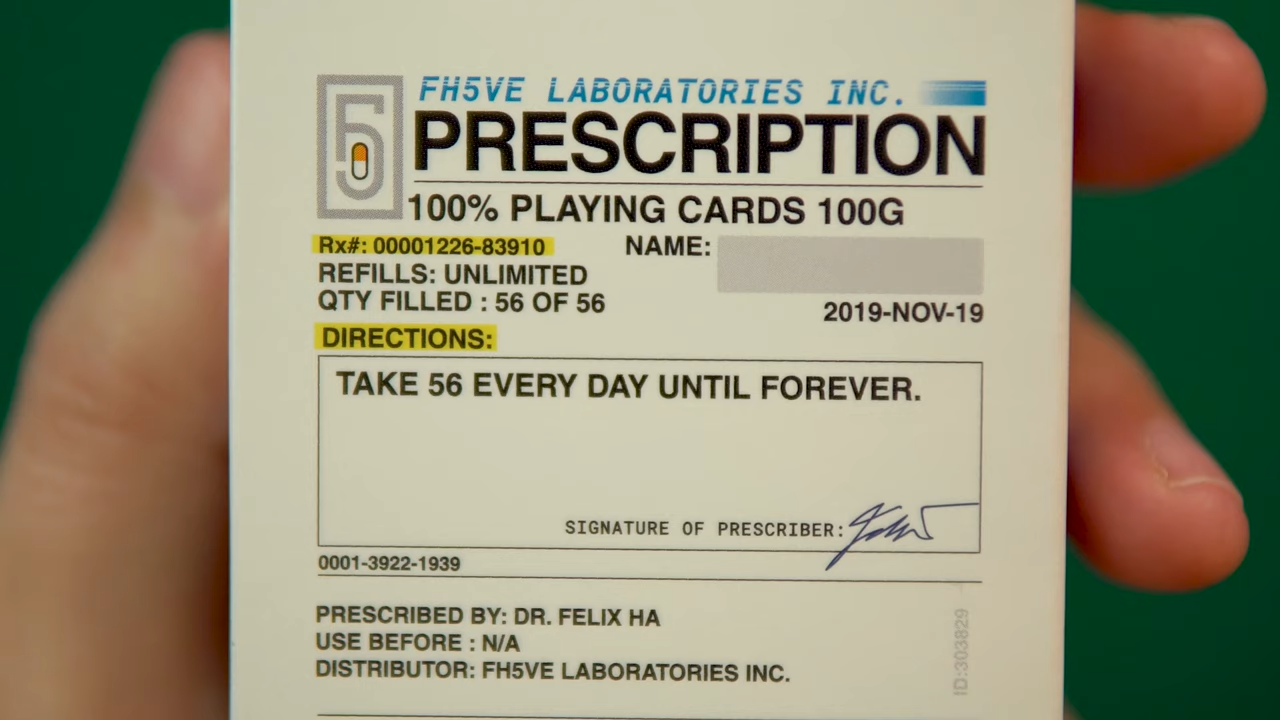 FH5VE LABORATORIES INC.
PRESCRIPTION
100% PLAYING CARDS 100G
Rx#: 00001226-83910
NAME:
REFILLS: UNLIMITED
QTY FILLED : 56 OF 56
2019-NOV-19
DIRECTIONS:
TAKE 56 EVERY DAY UNTIL FOREVER.
SIGNATURE OF PRESCRIBER:
0001-3922-1939
PRESCRIBED BY: DR. FELIX HA
USE BEFORE : N/A
DISTRIBUTOR: FH5VE LABORATORIES INC.
ID:303829